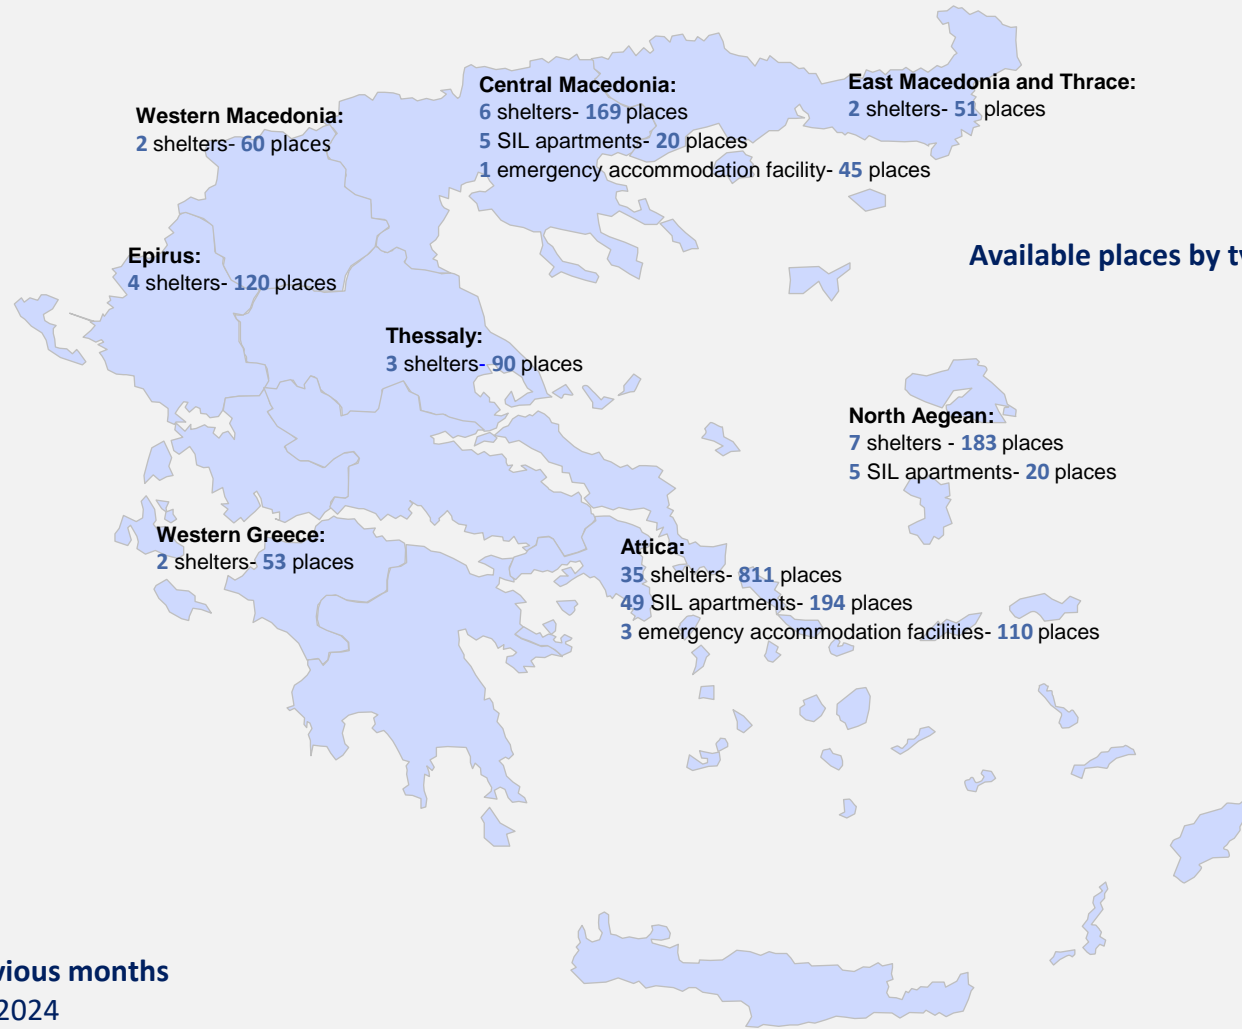 Central Macedonia:
6 shelters- 169 places
5 SIL apartments- 20 places
1 emergency accommodation facility- 45 places
East Macedonia and Thrace:
2 shelters- 51 places
Western Macedonia:
2 shelters- 60 places
Epirus:
4 shelters- 120 places
Available places by
Thessaly:
3 shelters- 90 places
North Aegean:
7 shelters - 183 places
5 SIL apartments- 20 places
Western Greece:
2 shelters- 53 places
Attica:
35 shelters- 811 places
49 SIL apartments- 194 places
3 emergency accommodation facilities- 110 places
months
2024